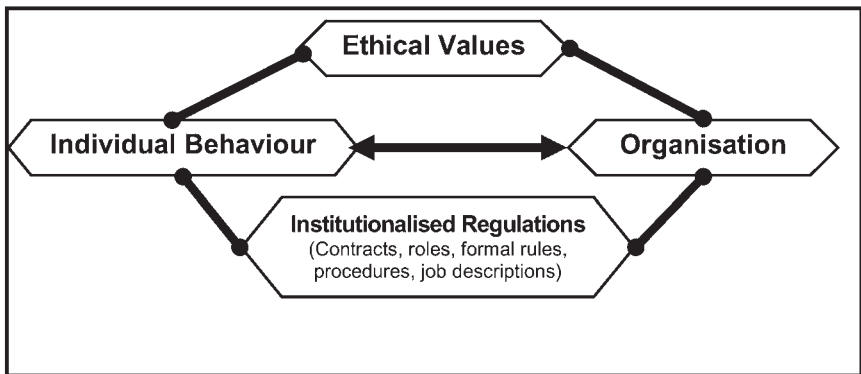 Ethical Values
Individual Behaviour
Organisation
Institutionalised Regulations
(Contracts, roles, formal rules,
procedures, job descriptions)